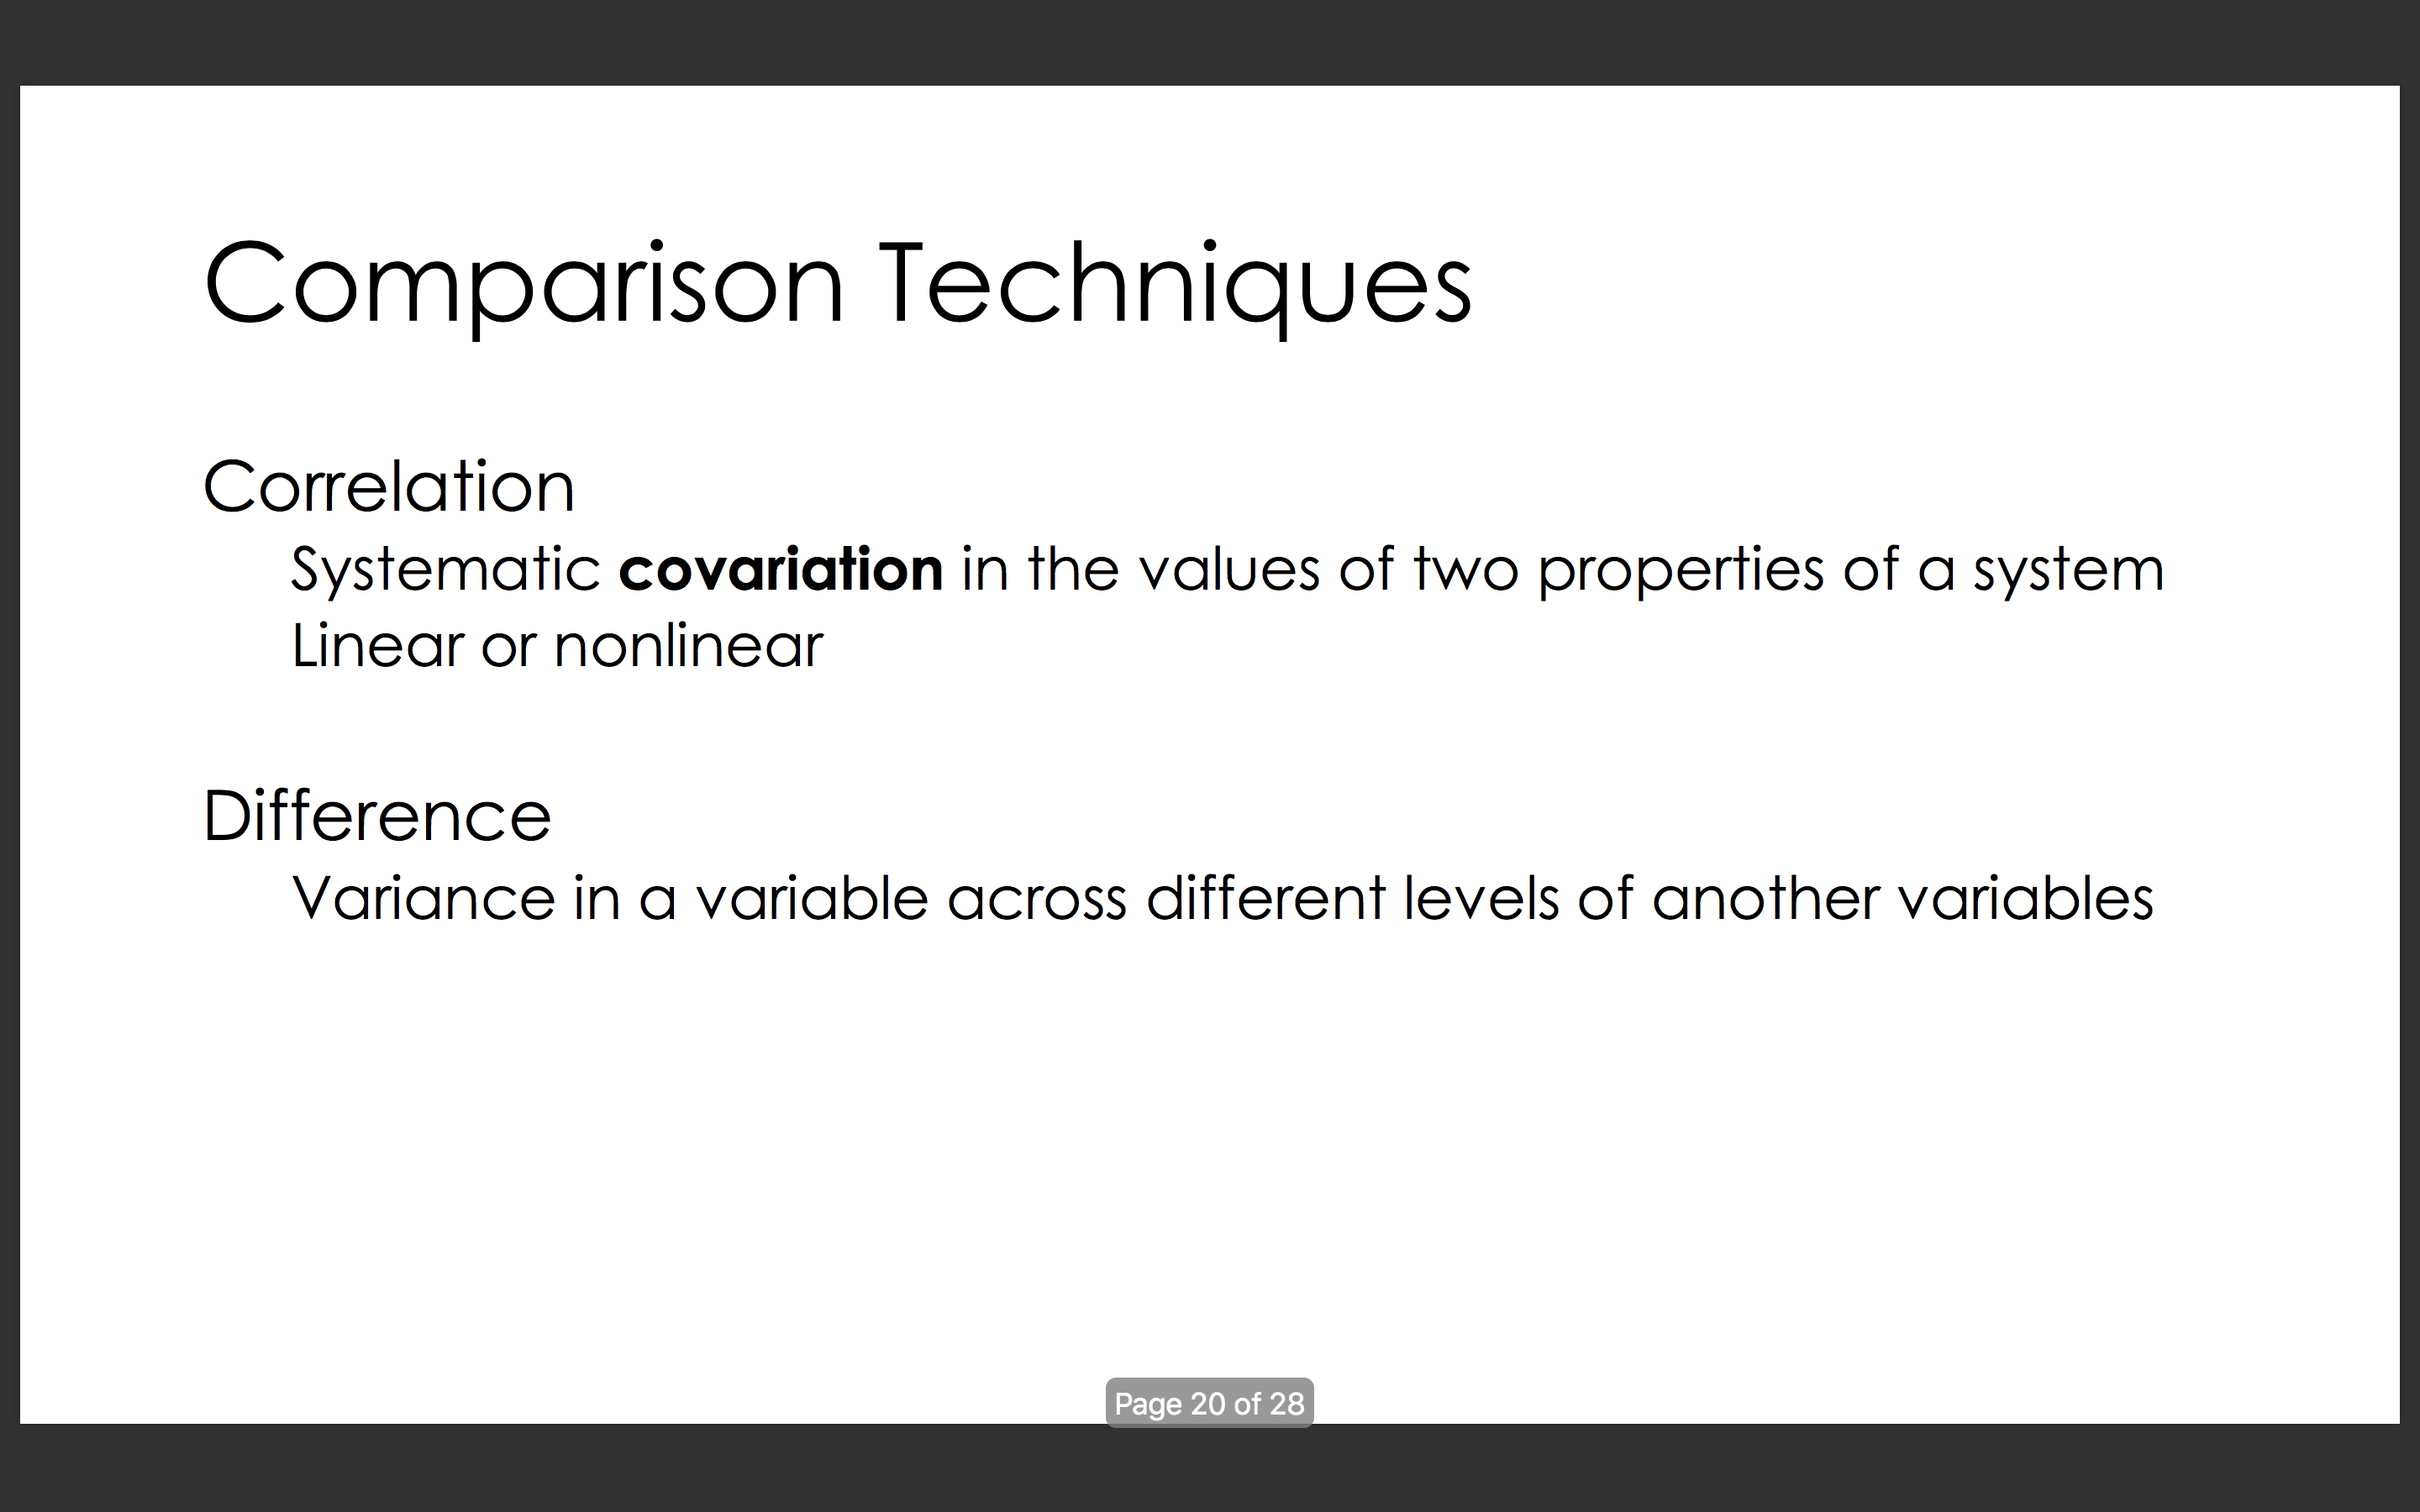 Comparison Techniques
Correlation
Systematic covariation in the values of two properties of a system
Linear or nonlinear
Difference
Variance in a variable across different levels of another variables
Page 20 of 28